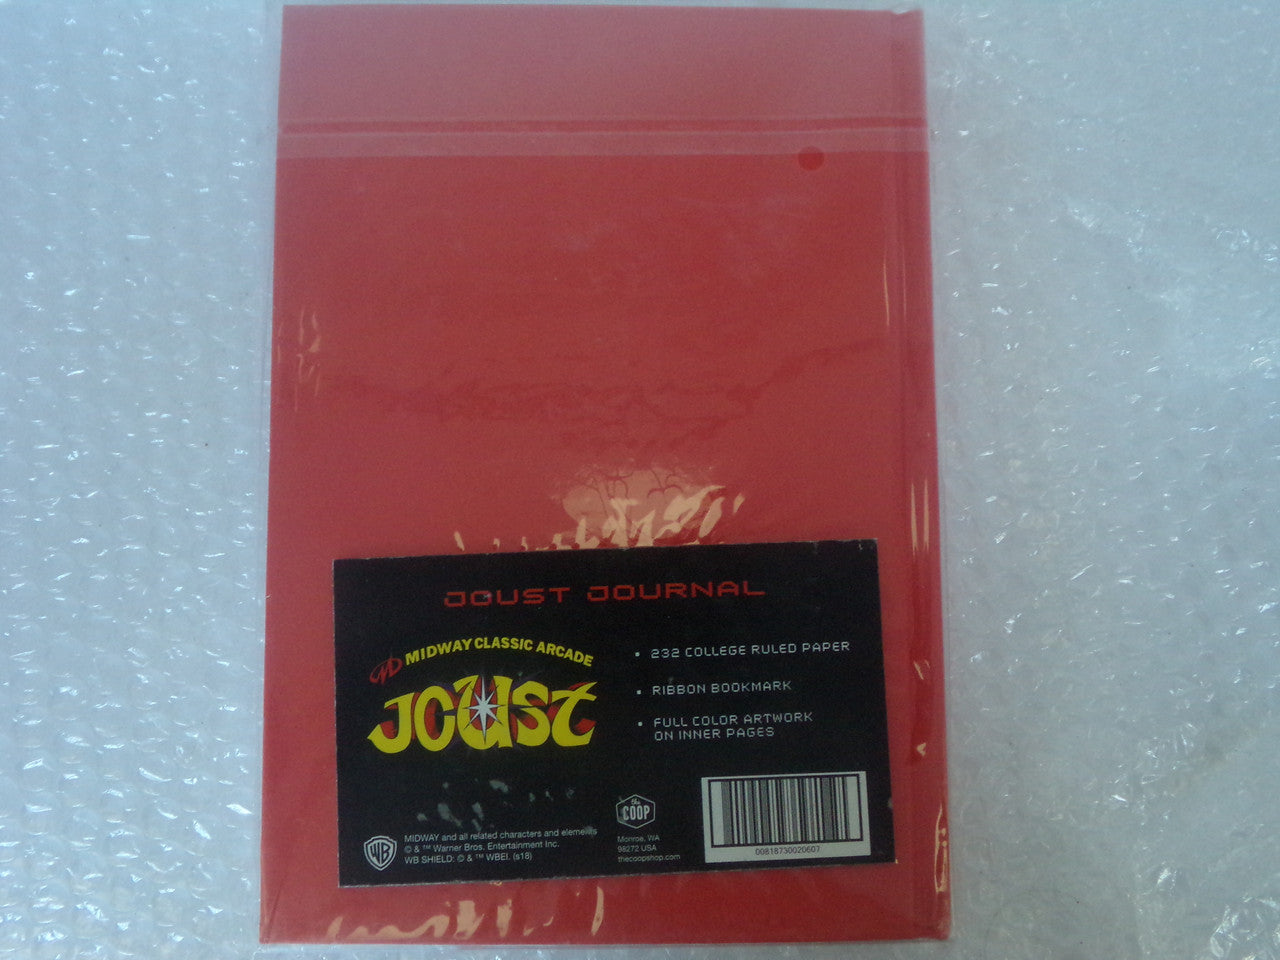 JOUST JOURNAL
MIDWAY CLASSIC ARCADE
JOUST
• 232 COLLEGE RULED PAPER
• RIBBON BOOKMARK
• FULL COLOR ARTWORK
ON INNER PAGES
the
COOP
Monroe, WA
98272 USA
thecoopshop.com
WB
MIDWAY and all related characters and elements
© & ™ Warner Bros. Entertainment Inc.
WB SHIELD: © & ™ WBEI. (s18)
00818730020607